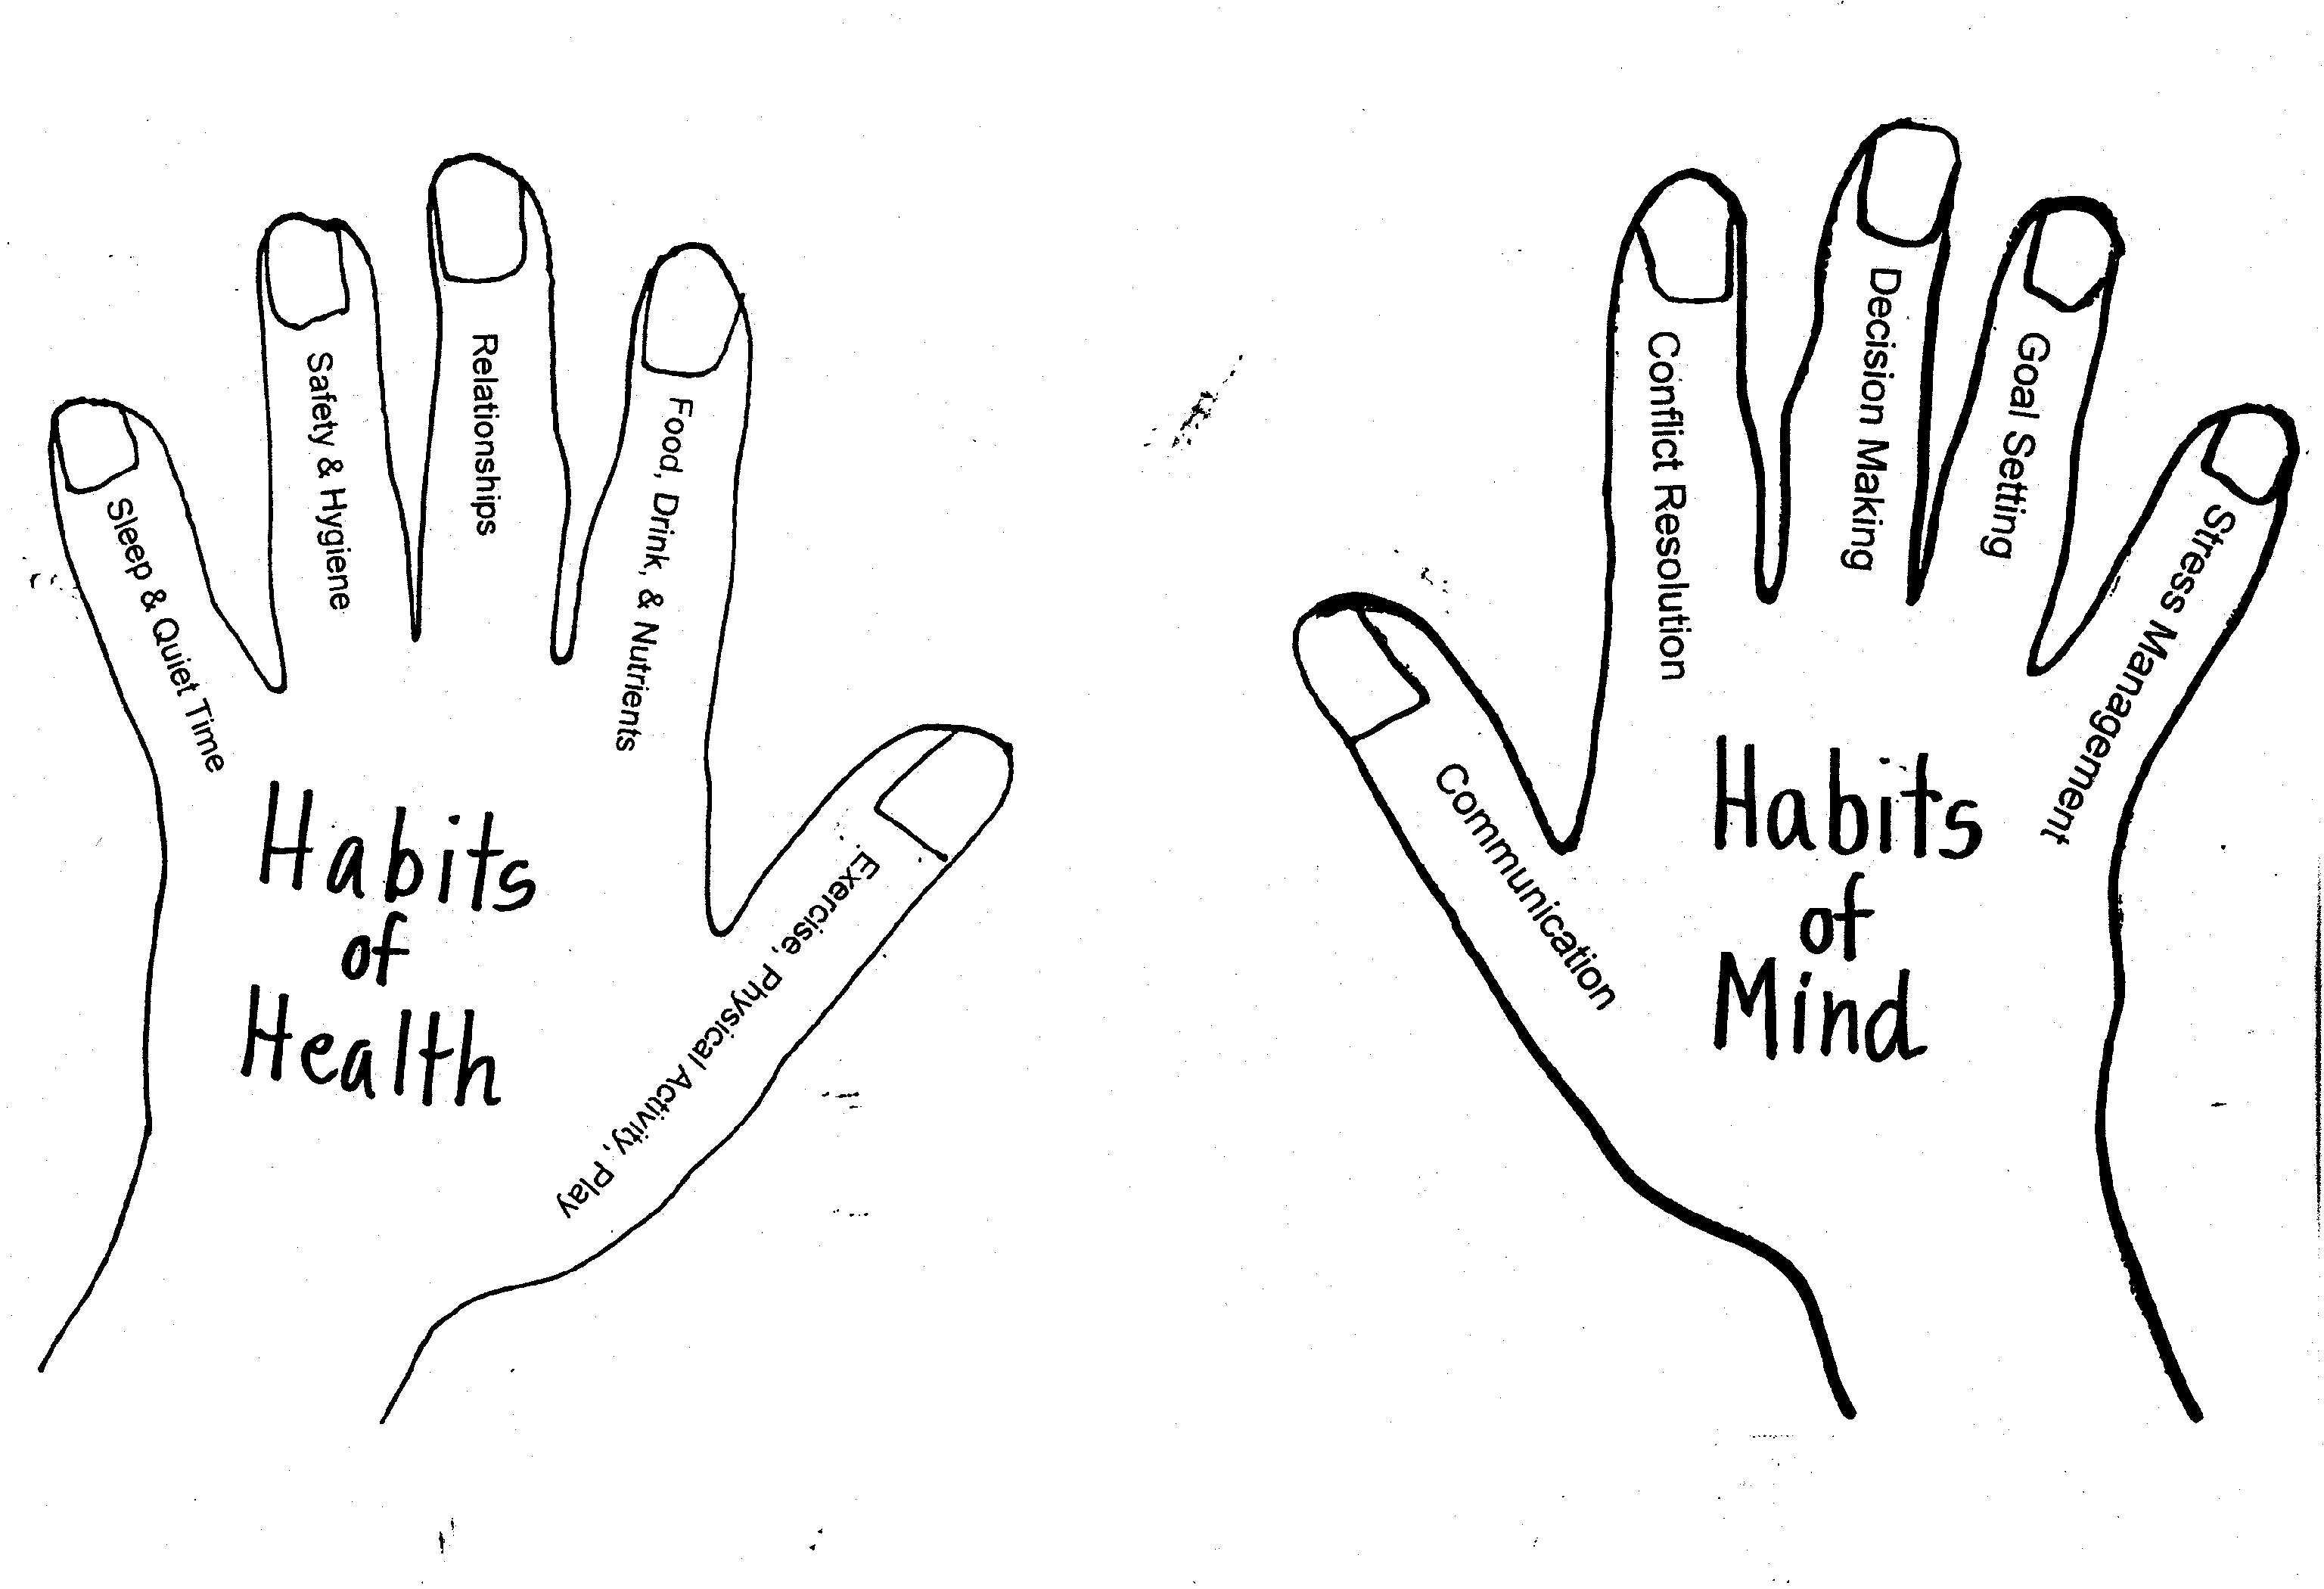 Sleep & Quiet Time
Safety & Hygiene
Relationships
Food, Drink, & Nutrients
Exercise, Physical Activity, Play
Habits
of
Health
Communication
Conflict Resolution
Decision Making
Goal Setting
Stress Management
Habits
of
Mind